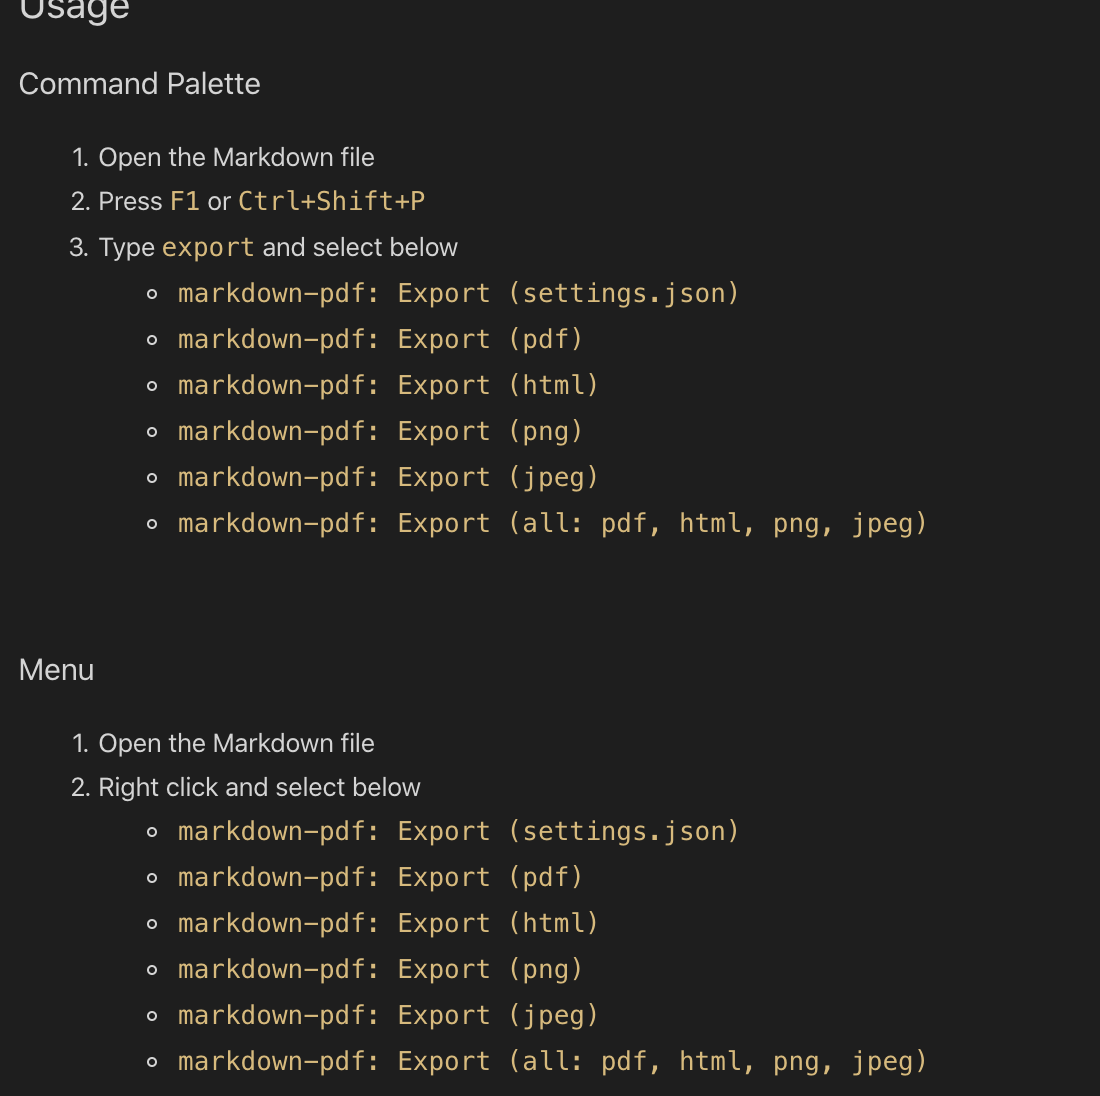 Usage
Command Palette
1. Open the Markdown file
2. Press F1 or Ctrl+Shift+P
3. Type export and select below
markdown-pdf: Export (settings.json)
markdown-pdf: Export (pdf)
markdown-pdf: Export (html)
markdown-pdf: Export (png)
markdown-pdf: Export (jpeg)
markdown-pdf: Export (all: pdf, html, png, jpeg)
Menu
1. Open the Markdown file
2. Right click and select below
markdown-pdf: Export (settings.json)
markdown-pdf: Export (pdf)
markdown-pdf: Export (html)
markdown-pdf: Export (png)
markdown-pdf: Export (jpeg)
markdown-pdf: Export (all: pdf, html, png, jpeg)